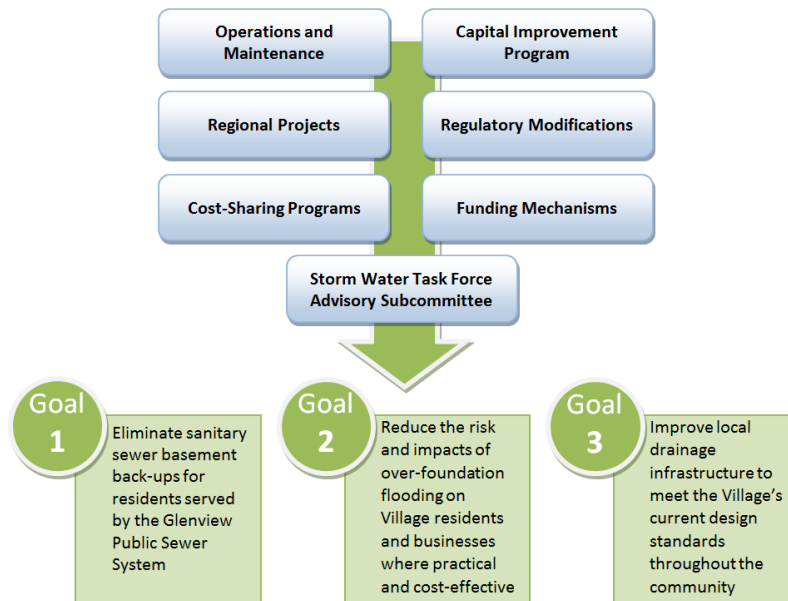 Operations and
Maintenance
Capital Improvement
Program
Regional Projects
Regulatory Modifications
Cost-Sharing Programs
Funding Mechanisms
Storm Water Task Force
Advisory Subcommittee
Goal
1
Eliminate sanitary
sewer basement
back-ups for
residents served
by the Glenview
Public Sewer
System
Goal
2
Reduce the risk
and impacts of
over-foundation
flooding on
Village residents
and businesses
where practical
and cost-effective
Goal
3
Improve local
drainage
infrastructure to
meet the Village’s
current design
standards
throughout the
community